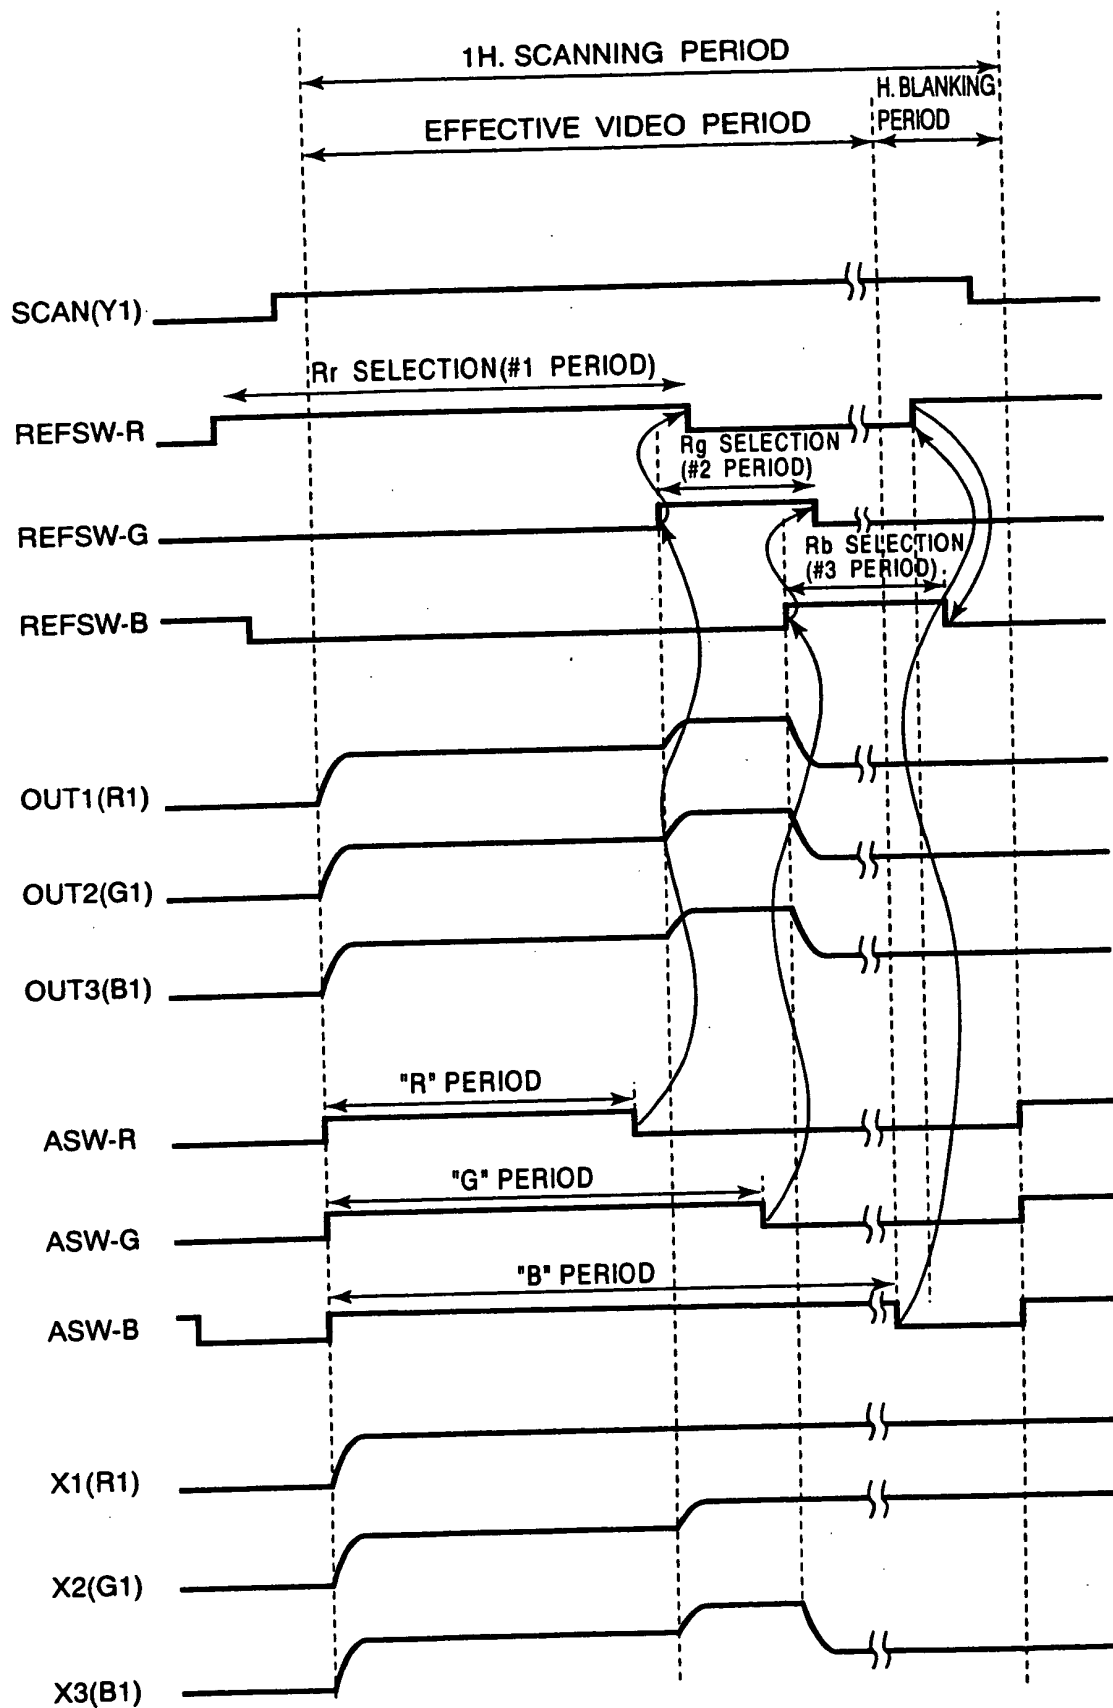 1H. SCANNING PERIOD
H. BLANKING
PERIOD
EFFECTIVE VIDEO PERIOD
SCAN(Y1)
Rr SELECTION(#1 PERIOD)
REFSW-R
Rg SELECTION
(#2 PERIOD)
REFSW-G
Rb SELECTION
(#3 PERIOD)
REFSW-B
OUT1(R1)
OUT2(G1)
OUT3(B1)
"R" PERIOD
ASW-R
"G" PERIOD
ASW-G
"B" PERIOD
ASW-B
X1(R1)
X2(G1)
X3(B1)